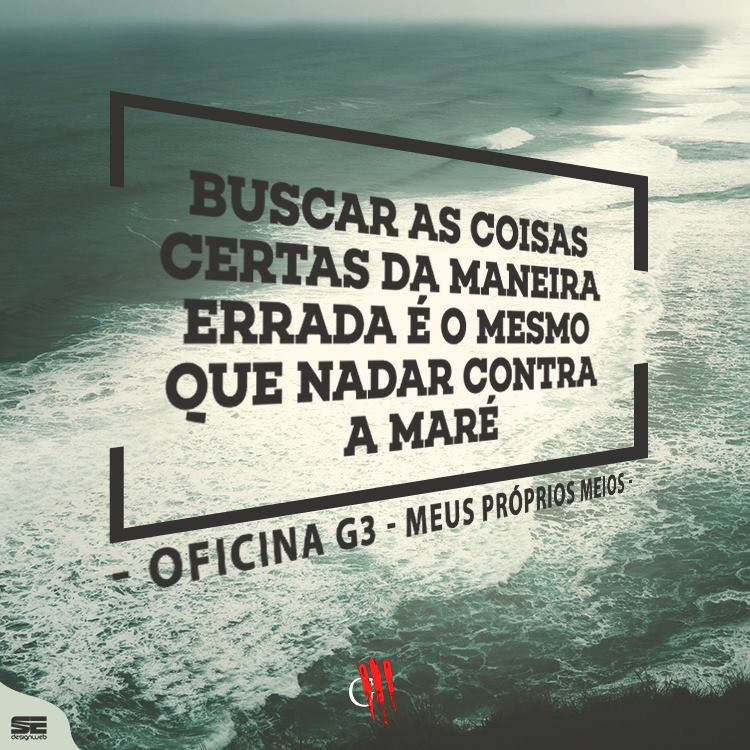 BUSCAR AS COISAS
CERTAS DA MANEIRA
ERRADA É O MESMO
QUE NADAR CONTRA
A MARÉ
- OFICINA G3 - MEUS PRÓPRIOS MEIOS -
G
SE
designweb